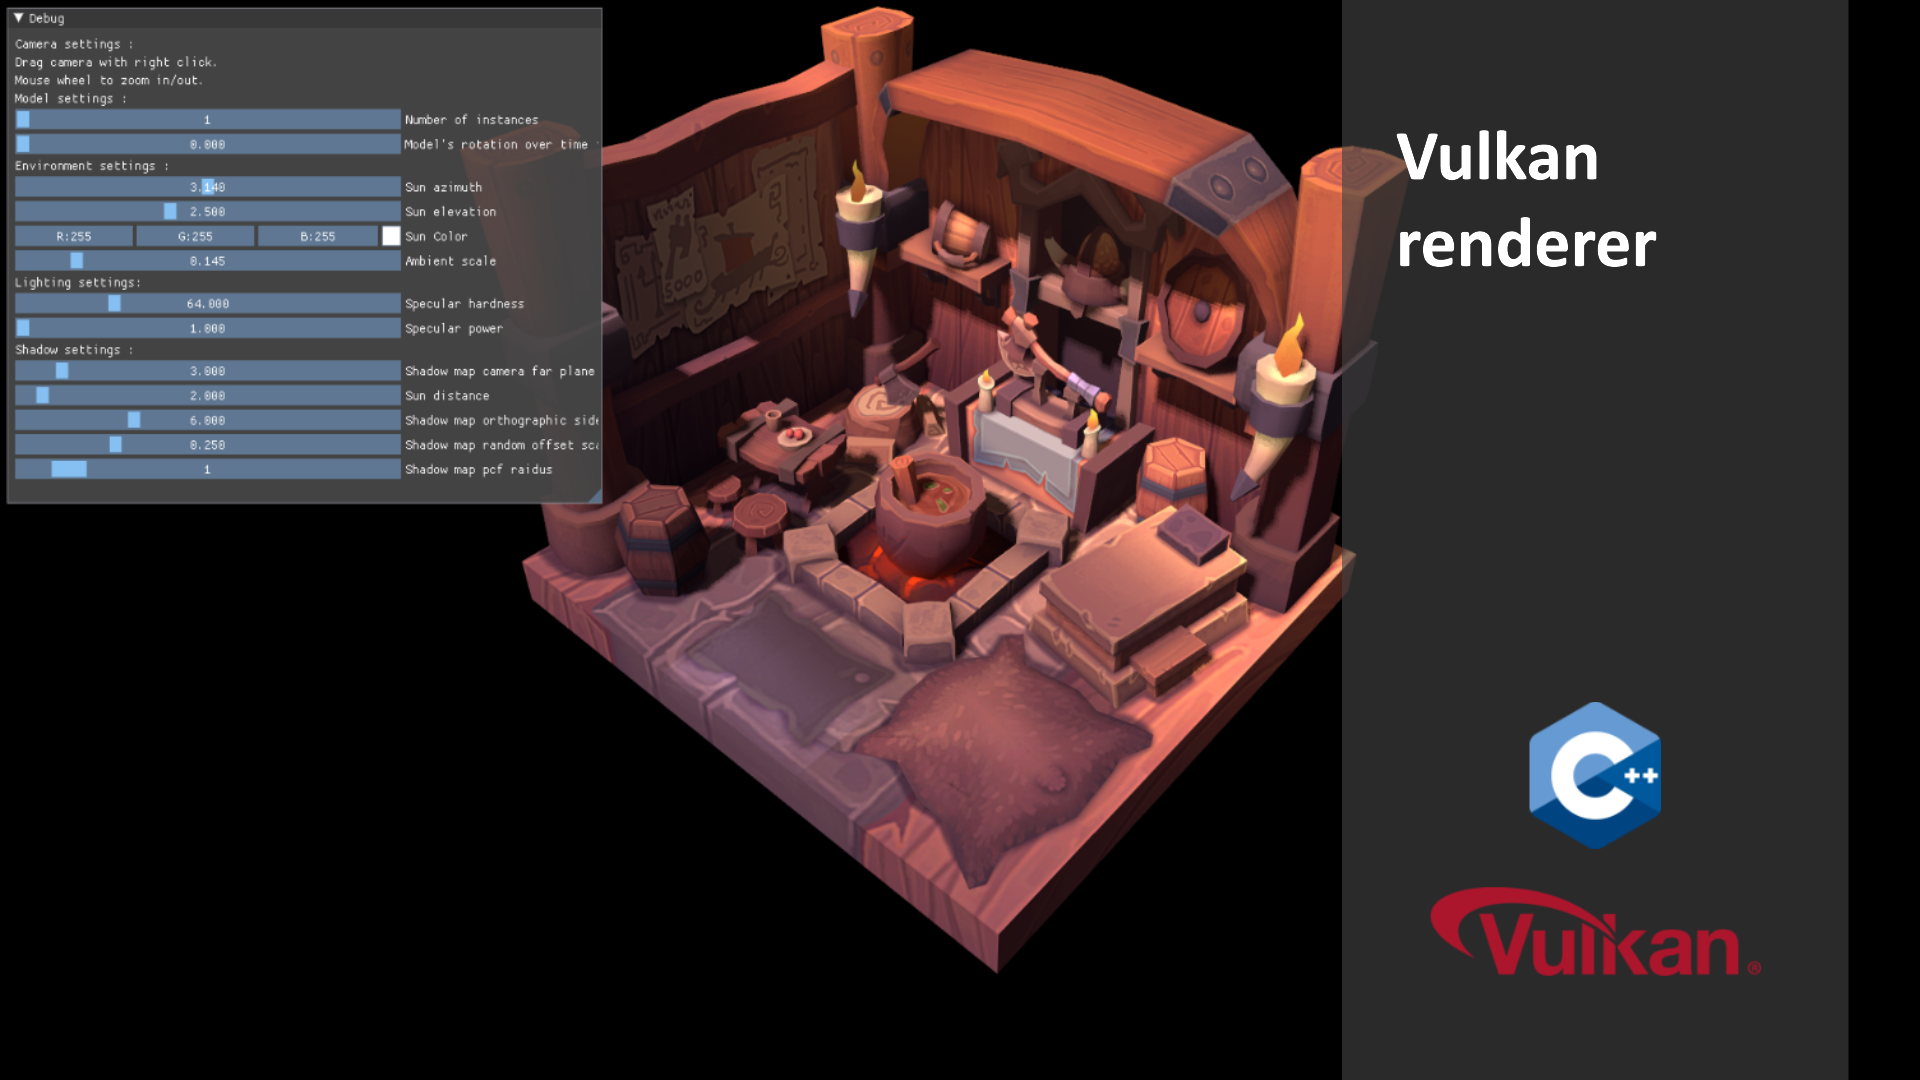 ▼ Debug
Camera settings :
Drag camera with right click.
Mouse wheel to zoom in/out.
Model settings :
1 Number of instances
0.000 Model's rotation over time
Environment settings :
3.140 Sun azimuth
2.500 Sun elevation
R:255 G:255 B:255 Sun Color
0.145 Ambient scale
Lighting settings:
64.000 Specular hardness
1.000 Specular power
Shadow settings :
3.000 Shadow map camera far plane
2.000 Sun distance
6.000 Shadow map orthographic side
0.250 Shadow map random offset sca
1 Shadow map pcf raidus
5000
Vulkan
renderer
C++
Vulkan®